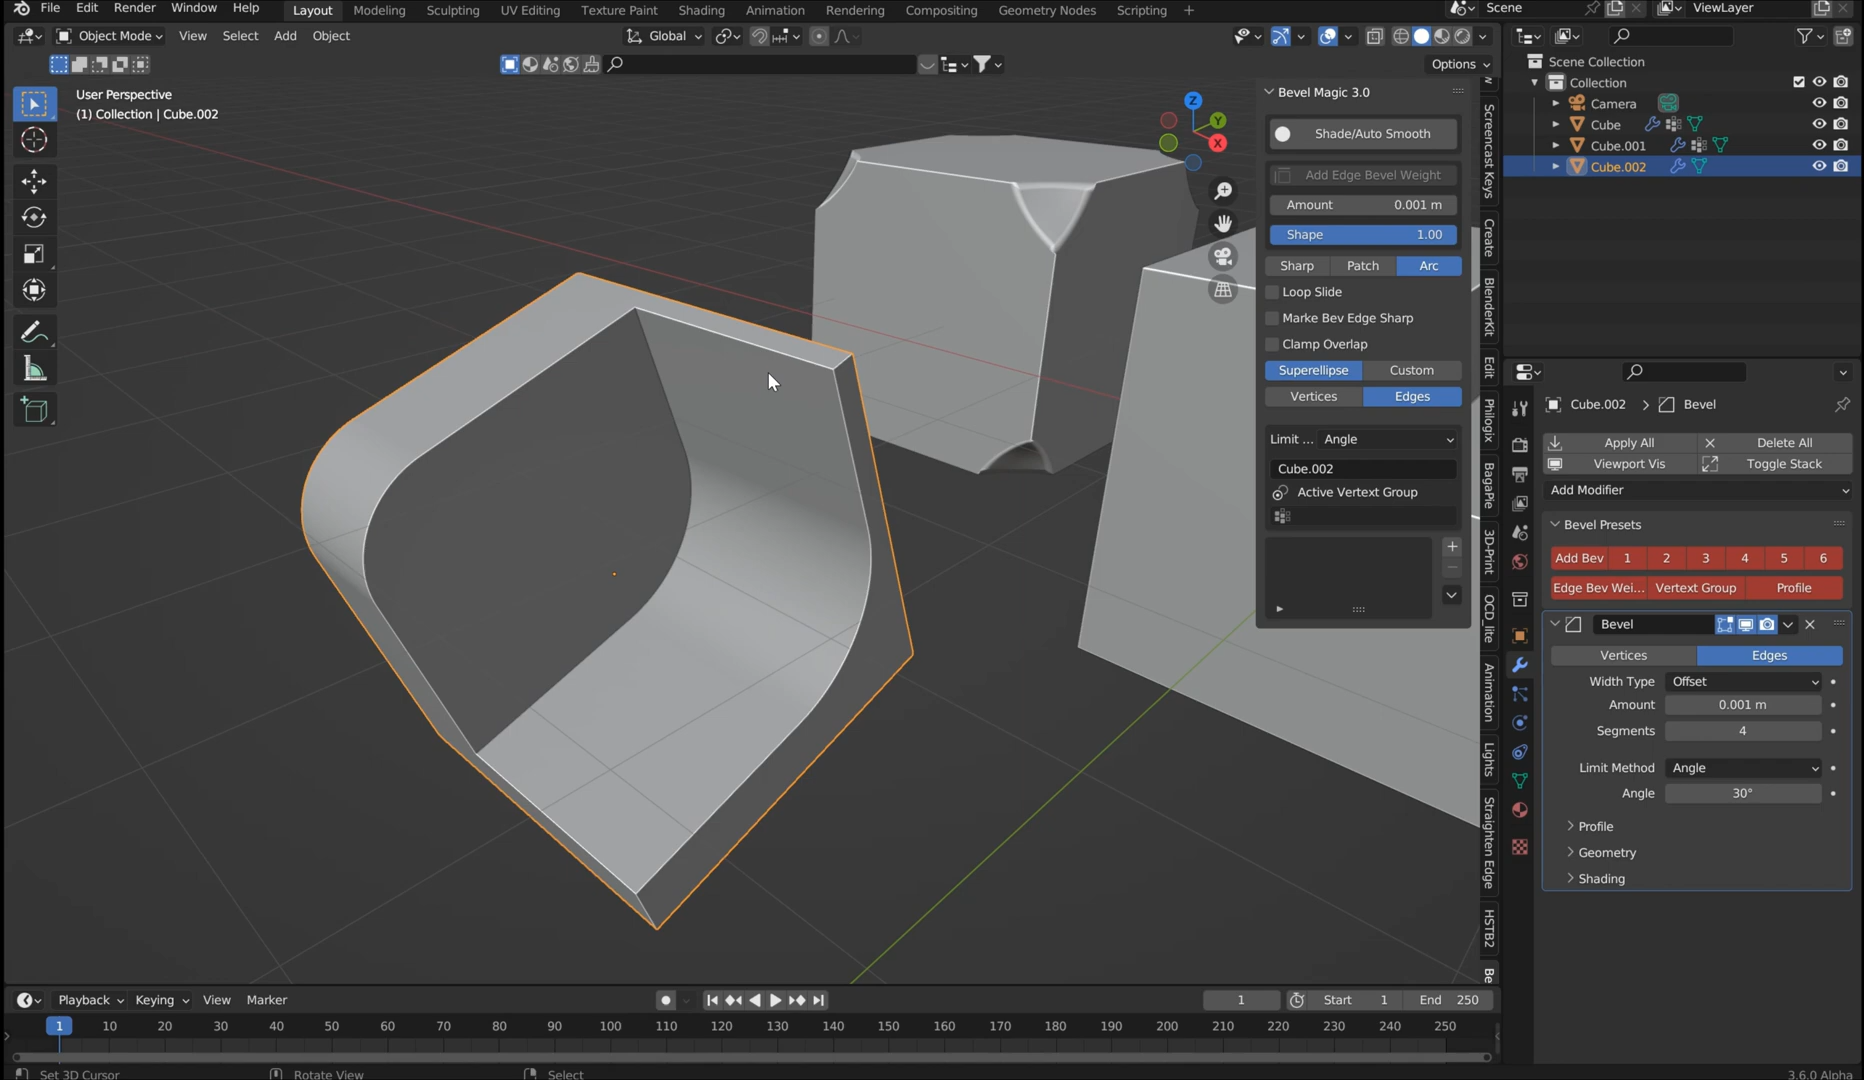 File Edit Render Window Help Layout Modeling Sculpting UV Editing Texture Paint Shading Animation Rendering Compositing Geometry Nodes Scripting + Scene ViewLayer
Object Mode View Select Add Object Global
Options
User Perspective
(1) Collection | Cube.002
Z
Y
X
Bevel Magic 3.0
Shade/Auto Smooth
Add Edge Bevel Weight
Amount 0.001 m
Shape 1.00
Sharp Patch Arc
Loop Slide
Marke Bev Edge Sharp
Clamp Overlap
Superellipse Custom
Vertices Edges
Limit ... Angle
Cube.002
Active Vertext Group
Screencast Keys
Create
BlenderKit
Edit
Philogix
BagaPie
3D-Print
OCD_lite
Animation
Lights
Straighten Edge
HSTB2
Be
Scene Collection
Collection
Camera
Cube
Cube.001
Cube.002
Cube.002 > Bevel
Apply All Delete All
Viewport Vis Toggle Stack
Add Modifier
Bevel Presets
Add Bev 1 2 3 4 5 6
Edge Bev Wei... Vertext Group Profile
Bevel
Vertices Edges
Width Type Offset
Amount 0.001 m
Segments 4
Limit Method Angle
Angle 30°
Profile
Geometry
Shading
Playback Keying View Marker 1 Start 1 End 250
1 10 20 30 40 50 60 70 80 90 100 110 120 130 140 150 160 170 180 190 200 210 220 230 240 250
Set 3D Cursor Rotate View Select 3.6.0 Alpha